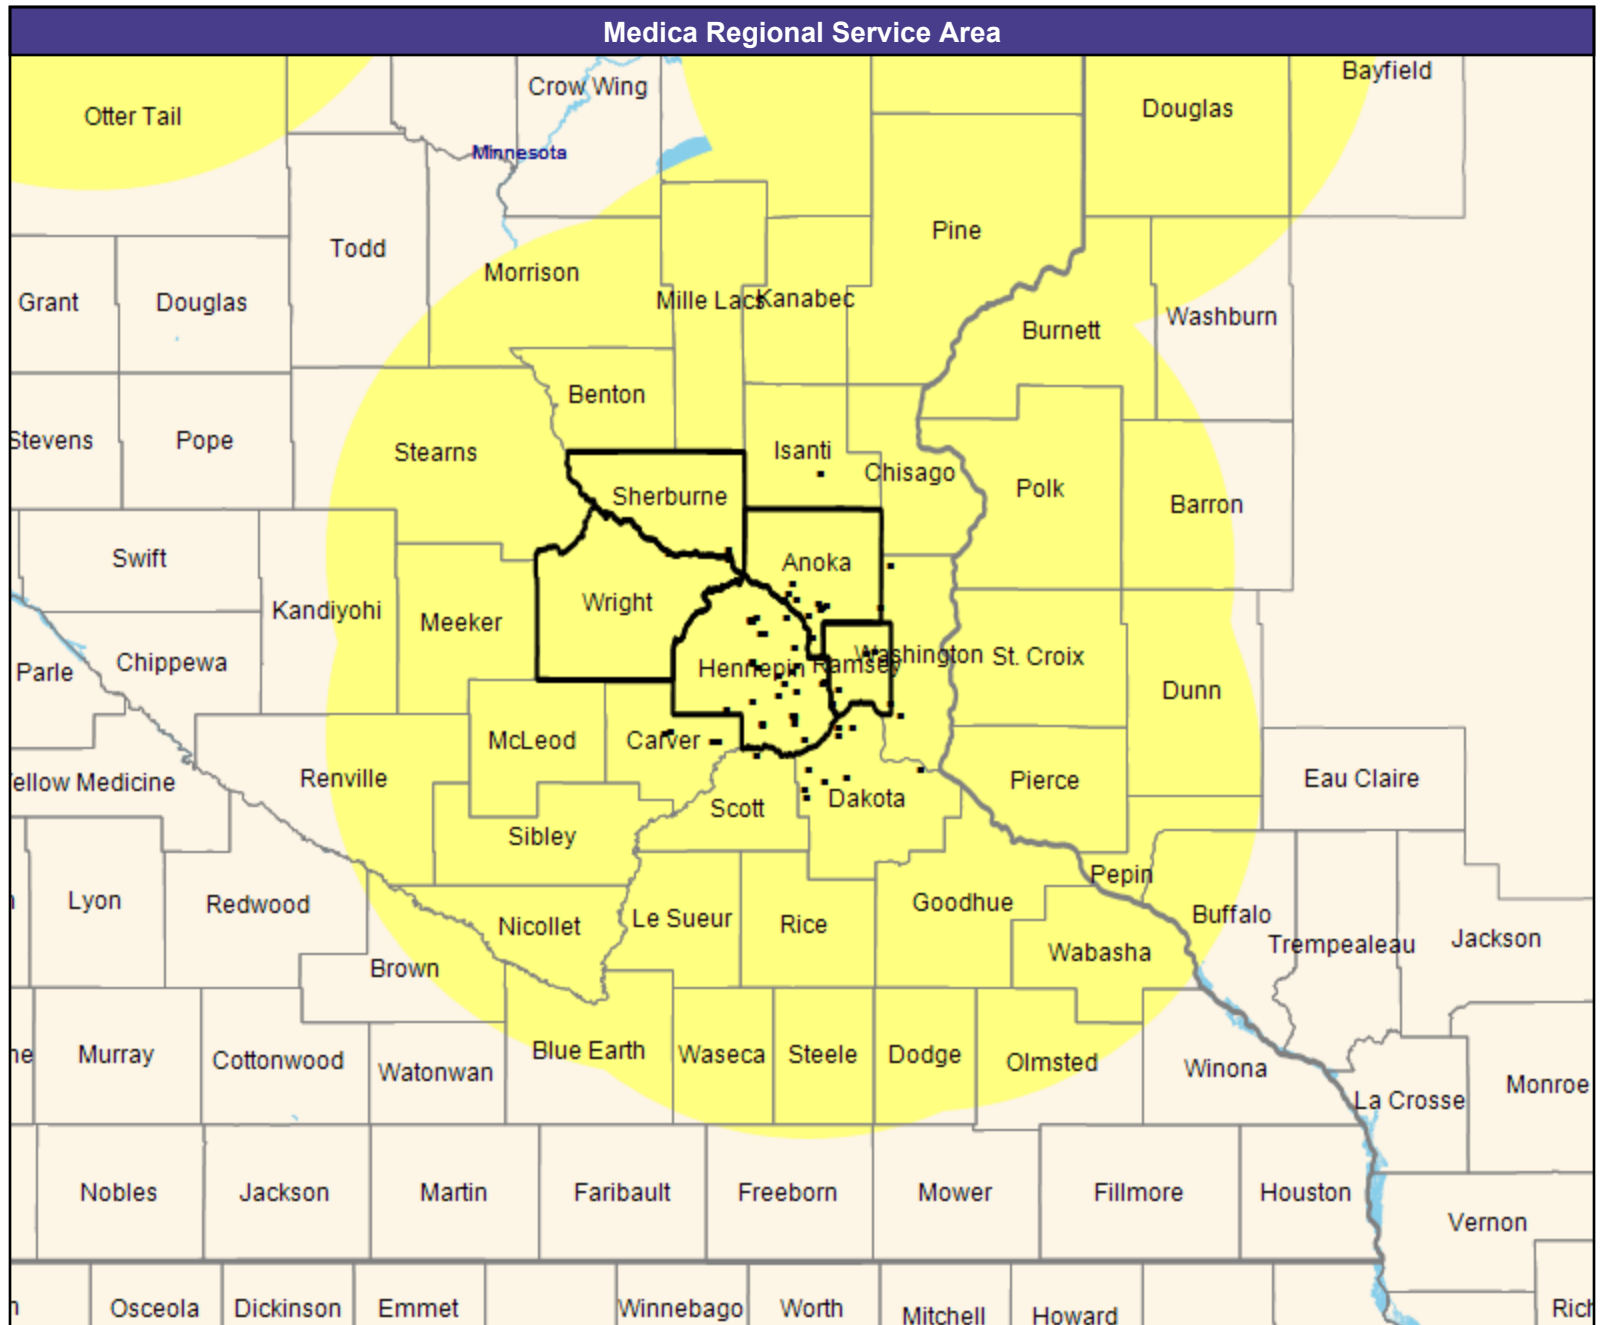 Medica Regional Service Area
Bayfield
Crow Wing
Douglas
Otter Tail
Minnesota
Pine
Todd
Morrison
Grant
Douglas
Mille Lacs
Kanabec
Washburn
Burnett
Benton
Stevens
Pope
Stearns
Isanti
Chisago
Sherburne
Polk
Barron
Swift
Anoka
Kandiyohi
Wright
Meeker
Parle
Chippewa
Hennepin
Ramsey
Washington
St. Croix
Dunn
McLeod
Carver
ellow Medicine
Renville
Pierce
Eau Claire
Scott
Dakota
Sibley
Pepin
Lyon
Redwood
Nicollet
Le Sueur
Rice
Goodhue
Buffalo
Trempealeau
Jackson
Wabasha
Brown
ne
Murray
Cottonwood
Watonwan
Blue Earth
Waseca
Steele
Dodge
Olmsted
Winona
La Crosse
Monroe
Nobles
Jackson
Martin
Faribault
Freeborn
Mower
Fillmore
Houston
Vernon
Osceola
Dickinson
Emmet
Winnebago
Worth
Mitchell
Howard
Rich